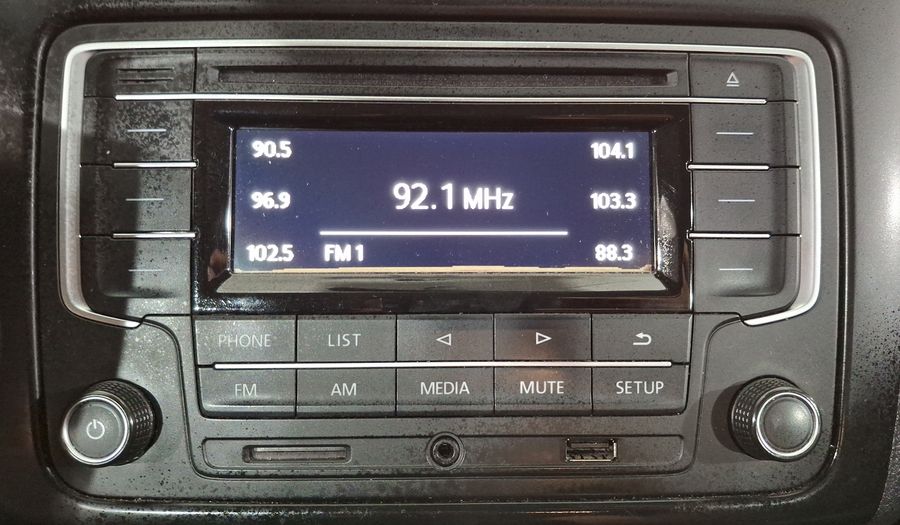 90.5 104.1
96.9 92.1 MHz 103.3
102.5 FM 1 88.3
PHONE LIST
FM AM MEDIA MUTE SETUP